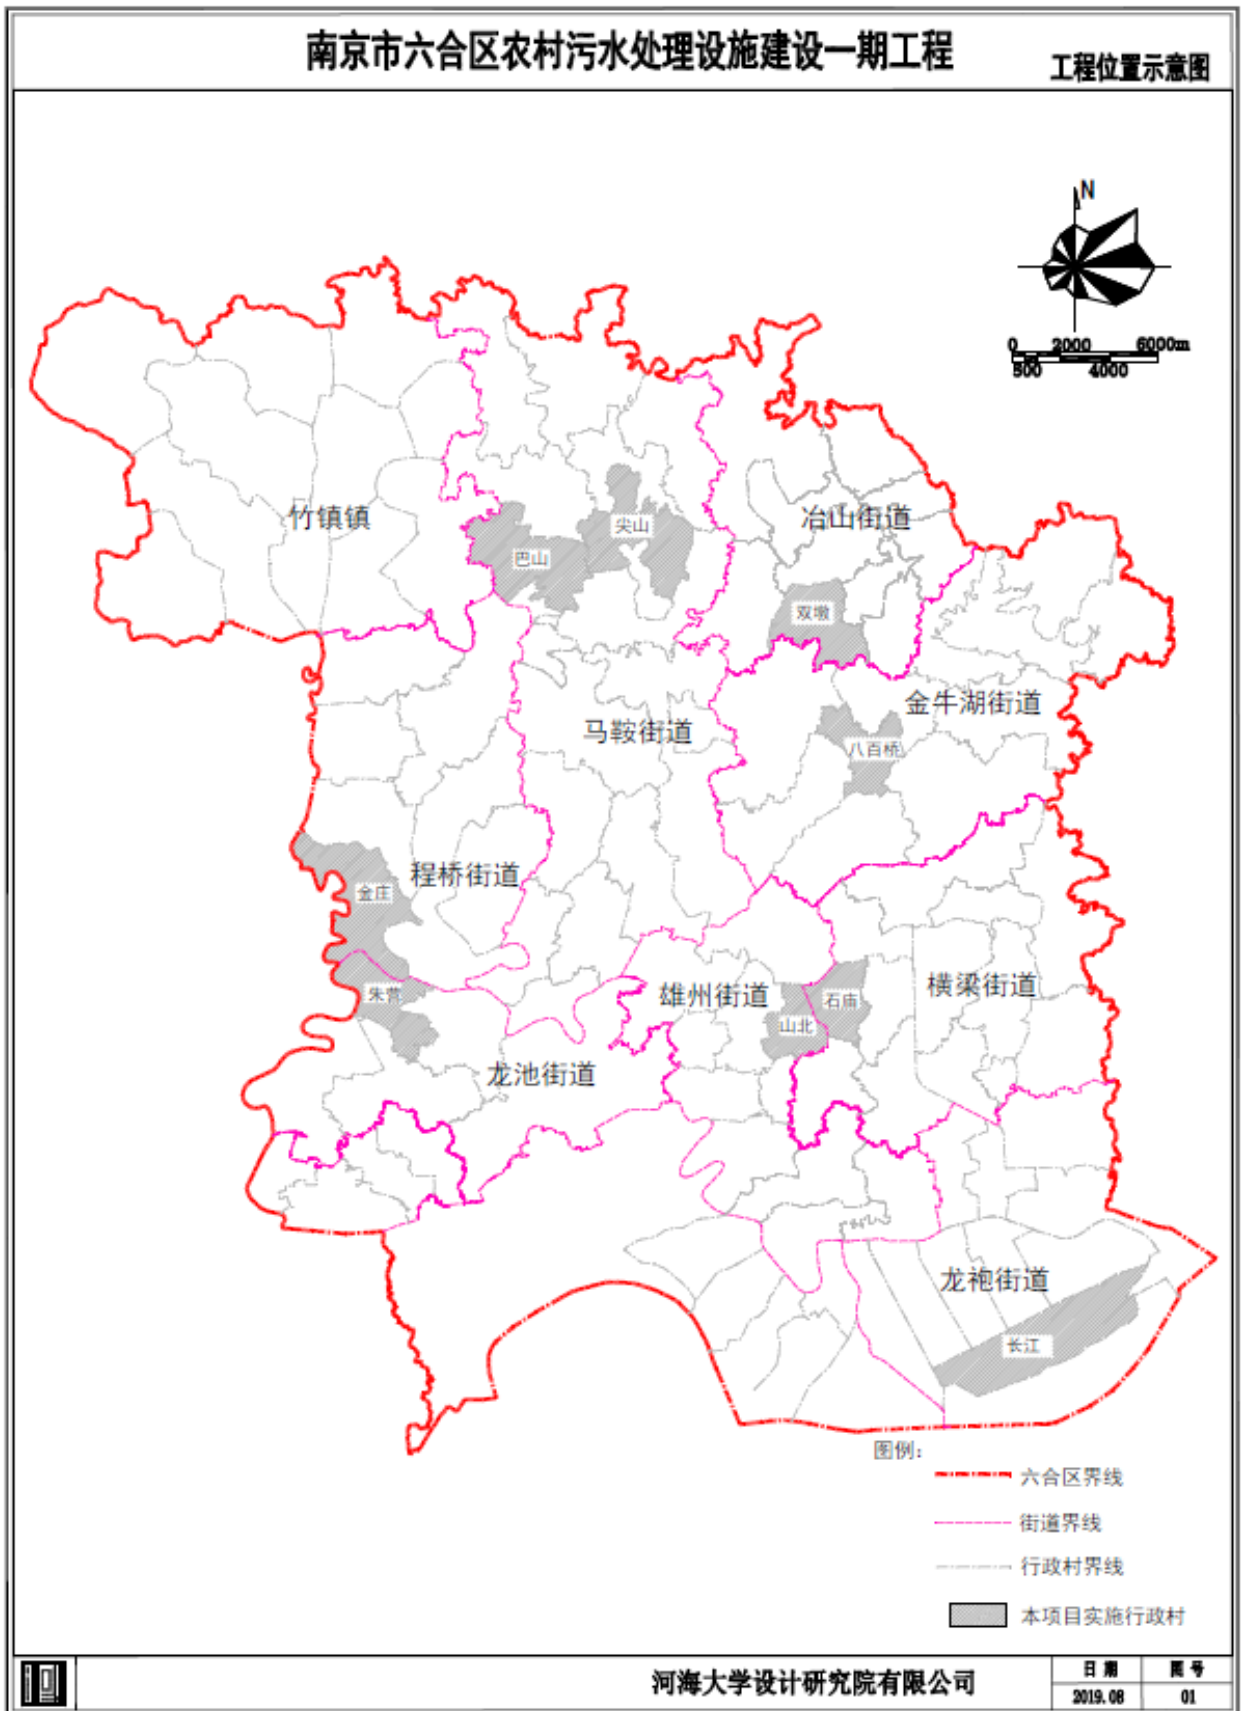 南京市六合区农村污水处理设施建设一期工程
工程位置示意图
N
0 2000 6000m
500 4000
竹镇镇
尖山
冶山街道
巴山
双墩
金牛湖街道
马鞍街道
八百桥
程桥街道
金庄
横梁街道
朱营
雄州街道
石庙
山北
龙池街道
龙袍街道
长江
图例:
六合区界线
街道界线
行政村界线
本项目实施行政村
河海大学设计研究院有限公司
日期 图号
2019.08 01